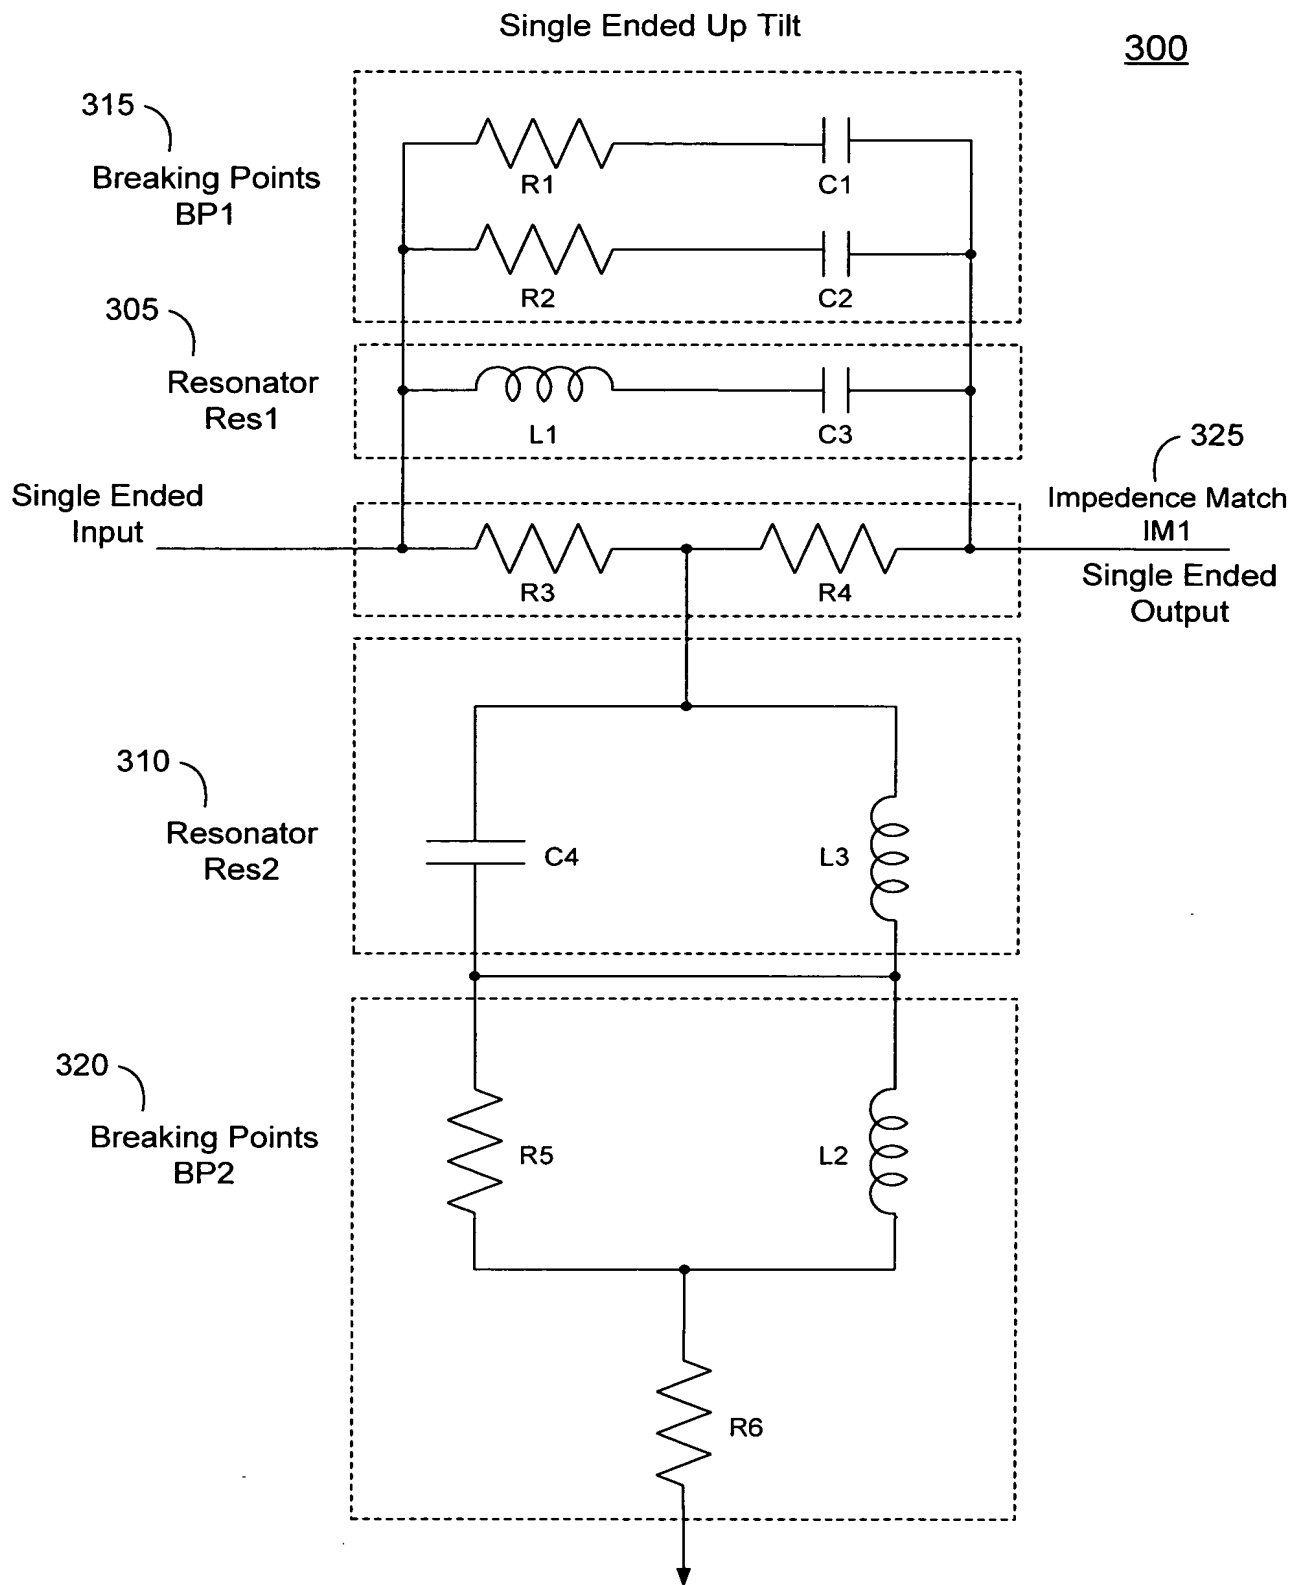 Single Ended Up Tilt
300
315
Breaking Points
BP1
R1
C1
R2
C2
305
Resonator
Res1
L1
C3
325
Impedence Match
IM1
Single Ended
Input
R3
R4
Single Ended
Output
310
Resonator
Res2
C4
L3
320
Breaking Points
BP2
R5
L2
R6